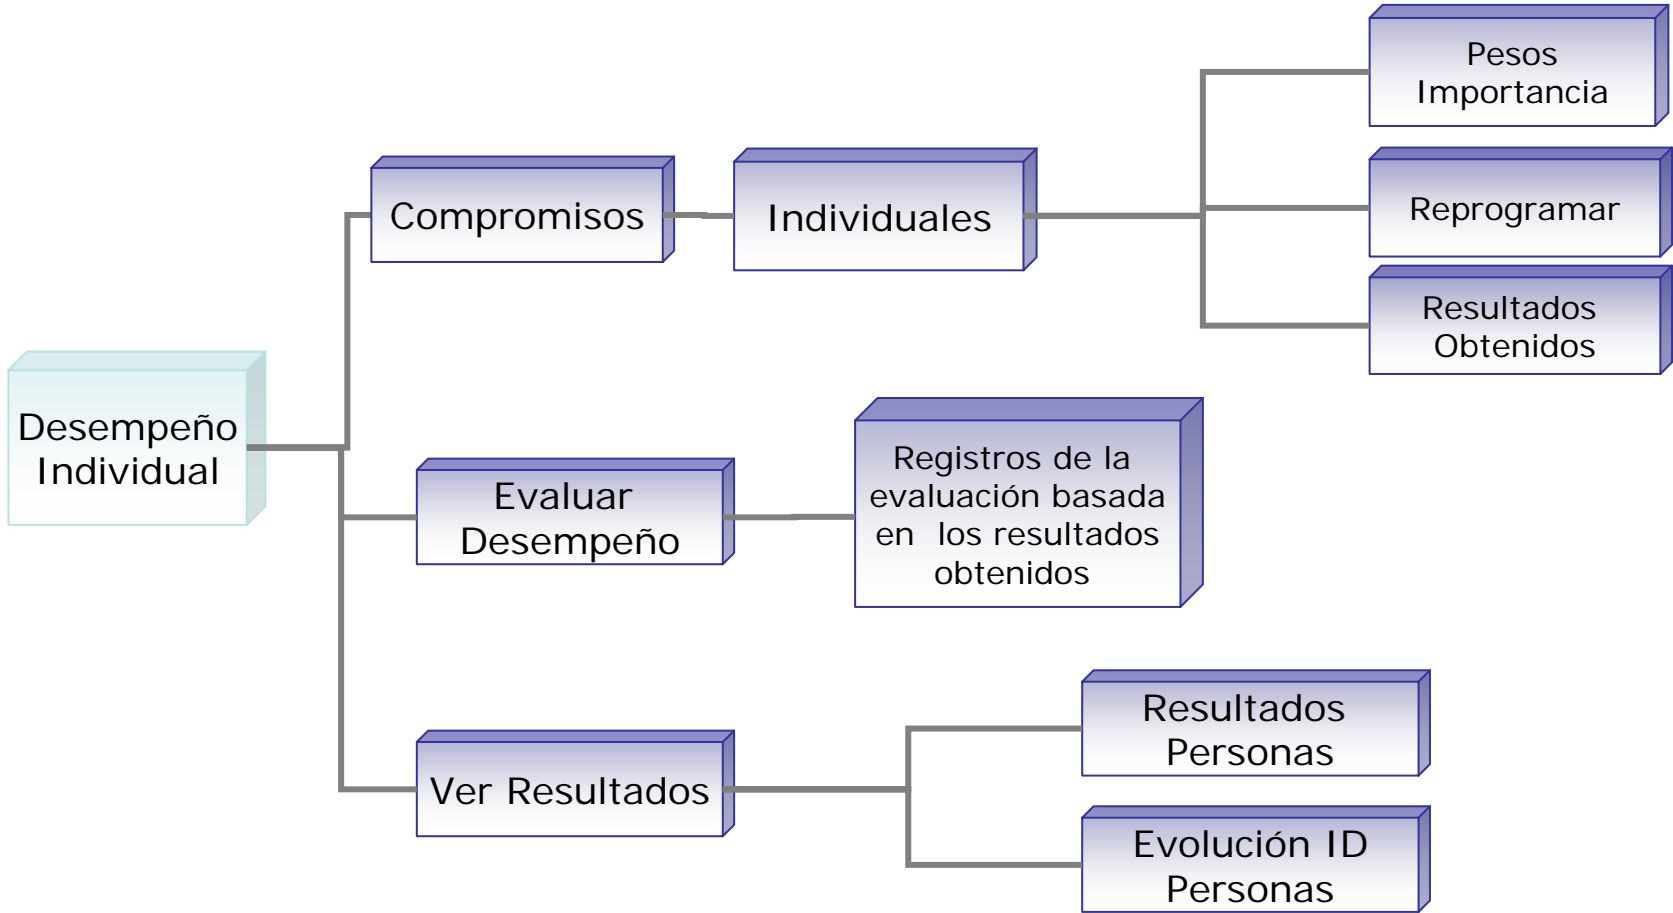 Desempeño
Individual
Compromisos
Individuales
Pesos
Importancia
Reprogramar
Resultados
Obtenidos
Evaluar
Desempeño
Registros de la
evaluación basada
en los resultados
obtenidos
Ver Resultados
Resultados
Personas
Evolución ID
Personas